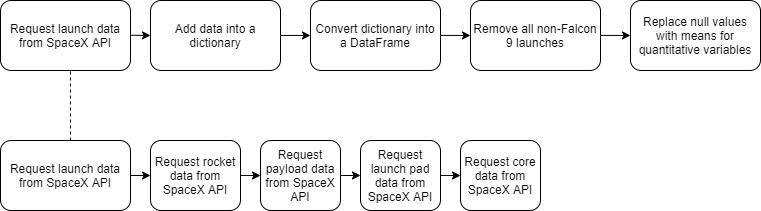 Request launch data
from SpaceX API
Add data into a
dictionary
Convert dictionary into
a DataFrame
Remove all non-Falcon
9 launches
Replace null values
with means for
quantitative variables
Request launch data
from SpaceX API
Request rocket
data from
SpaceX API
Request
payload data
from SpaceX
API
Request
launch pad
data from
SpaceX API
Request core
data from
SpaceX API